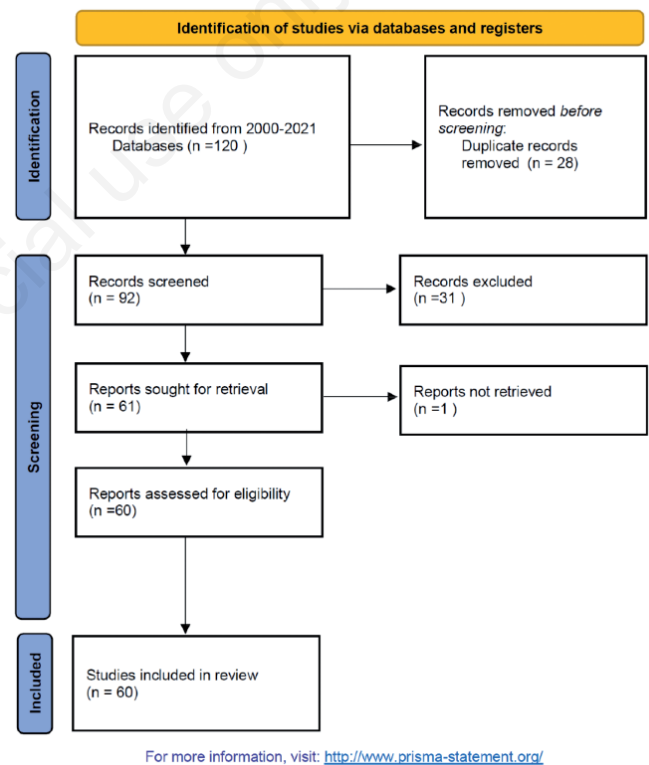 Identification of studies via databases and registers
Identification
Records identified from 2000-2021
Databases (n =120 )
Records removed before
screening:
Duplicate records
removed (n = 28)
Screening
Records screened
(n = 92)
Records excluded
(n =31 )
Reports sought for retrieval
(n = 61)
Reports not retrieved
(n =1 )
Reports assessed for eligibility
(n =60)
Included
Studies included in review
(n = 60)
For more information, visit: http://www.prisma-statement.org/
use